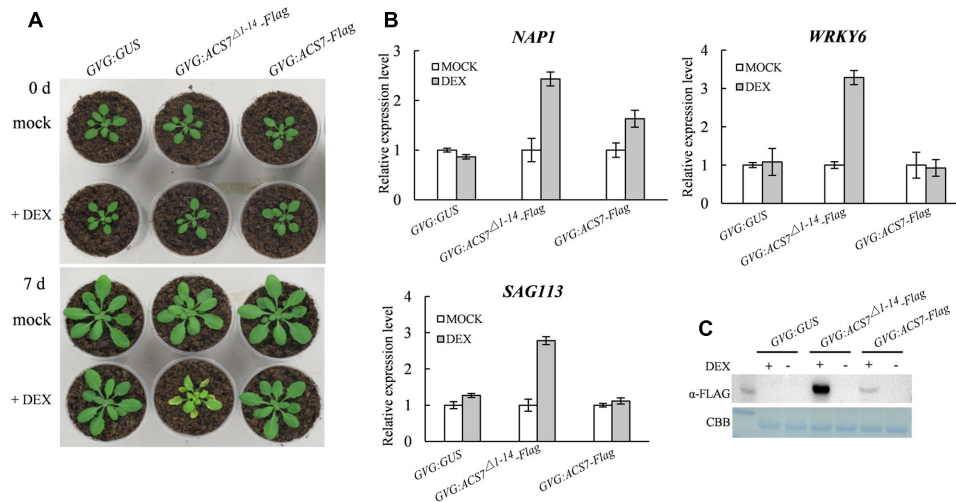 A
GVG:GUS
GVG:ACS7△1-14-Flag
GVG:ACS7-Flag
0 d
mock
+ DEX
7 d
mock
+ DEX
B
NAP1
Relative expression level
3
2
1
0
MOCK
DEX
GVG:GUS
GVG:ACS7△1-14-Flag
GVG:ACS7-Flag
WRKY6
Relative expression level
4
3
2
1
0
MOCK
DEX
GVG:GUS
GVG:ACS7△1-14-Flag
GVG:ACS7-Flag
SAG113
Relative expression level
4
3
2
1
0
MOCK
DEX
GVG:GUS
GVG:ACS7△1-14-Flag
GVG:ACS7-Flag
C
GVG:GUS
GVG:ACS7△1-14-Flag
GVG:ACS7-Flag
DEX + - + - + -
α-FLAG
CBB